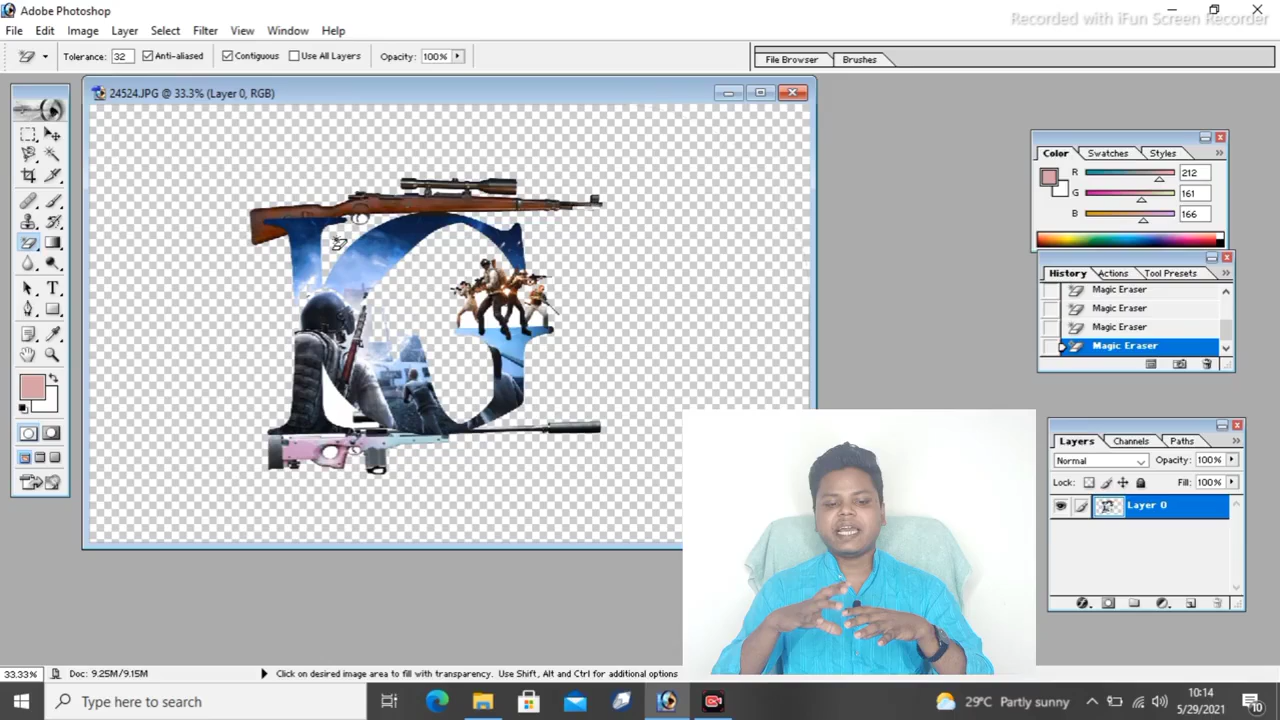 Adobe Photoshop
Recorded with iFun Screen Recorder
File Edit Image Layer Select Filter View Window Help
Tolerance: 32 Anti-aliased Contiguous Use All Layers Opacity: 100%
File Browser Brushes
24524.JPG @ 33.3% (Layer 0, RGB)
Color Swatches Styles
R 212
G 161
B 166
History Actions Tool Presets
Magic Eraser
Magic Eraser
Magic Eraser
Magic Eraser
Layers Channels Paths
Normal Opacity: 100%
Lock: Fill: 100%
Layer 0
33.33% Doc: 9.25M/9.15M Click on desired image area to fill with transparency. Use Shift, Alt and Ctrl for additional options
Type here to search
29°C Partly sunny
10:14
5/29/2021
10